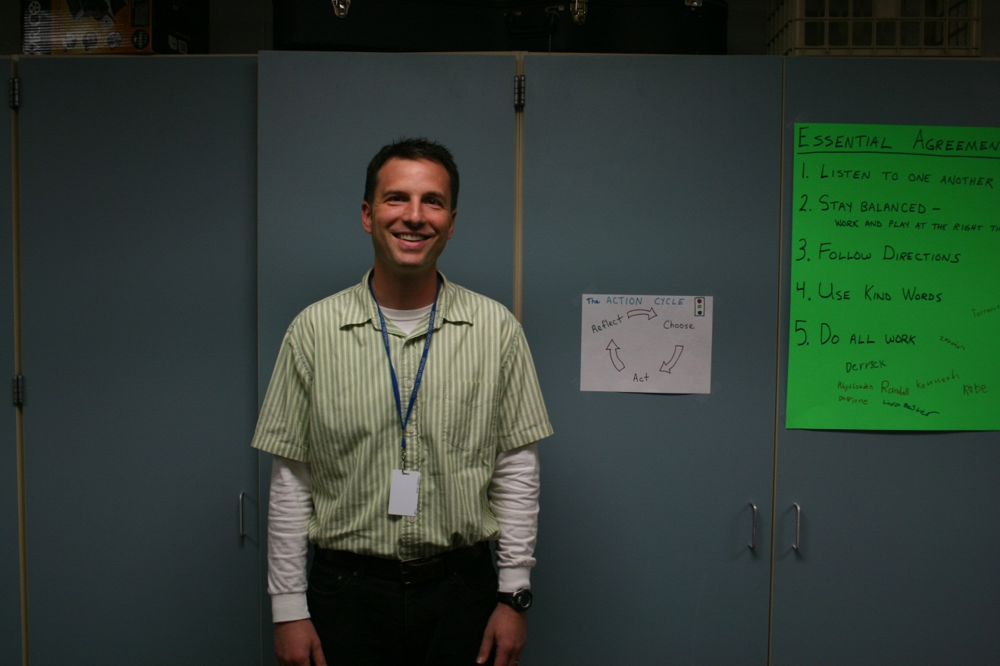 The ACTION CYCLE
Reflect
Choose
Act
ESSENTIAL AGREEMEN
1. LISTEN TO ONE ANOTHER
2. STAY BALANCED -
WORK AND PLAY AT THE RIGHT
3. FOLLOW DIRECTIONS
4. USE KIND WORDS
5. DO ALL WORK
Derrick
Randall
Kobe